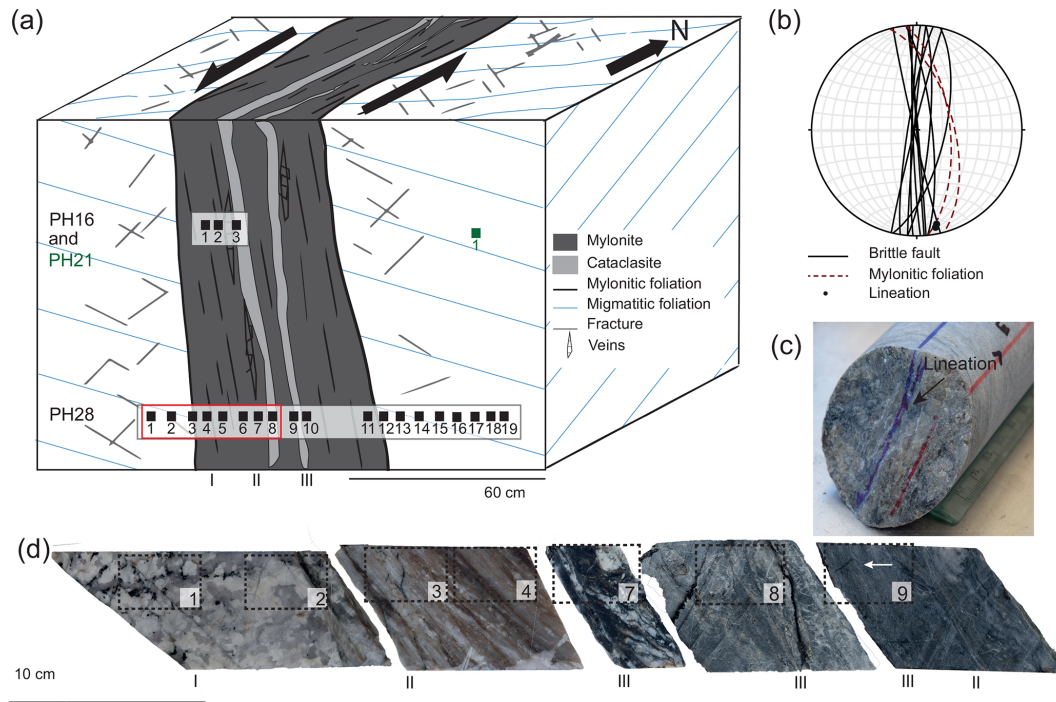 (a)
N
PH16
and
PH21
1 2 3
1
Mylonite
Cataclasite
Mylonitic foliation
Migmatitic foliation
Fracture
Veins
PH28
1 2 3 4 5 6 7 8 9 10 11 12 13 14 15 16 17 18 19
I II III
60 cm
(b)
Brittle fault
Mylonitic foliation
Lineation
(c)
Lineation
(d)
1 2 3 4 7 8 9
10 cm
I II III III III II